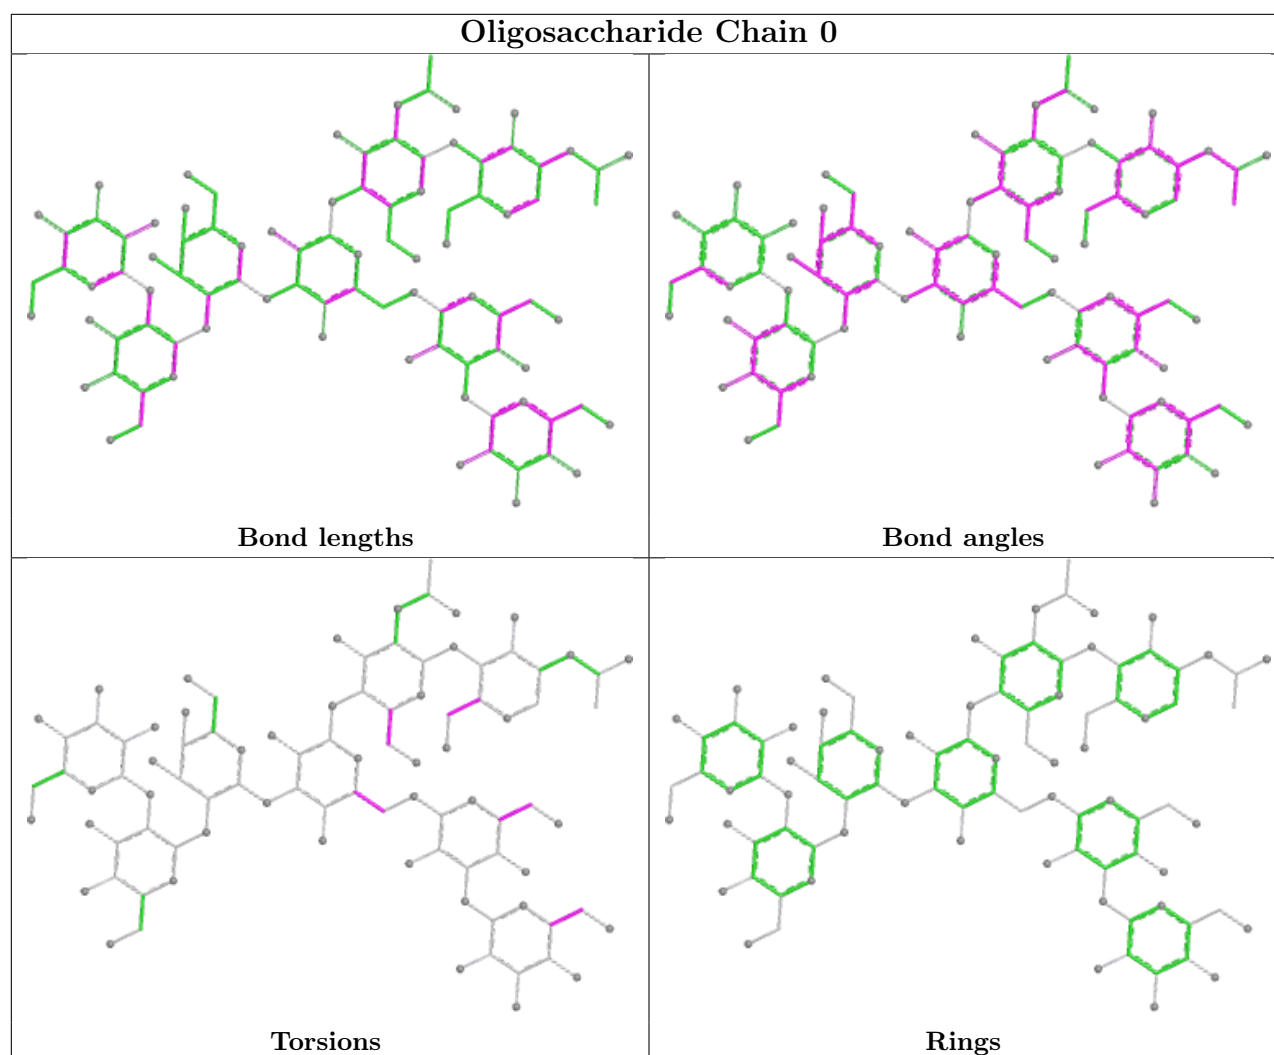 Oligosaccharide Chain 0
Bond lengths
Bond angles
Torsions
Rings